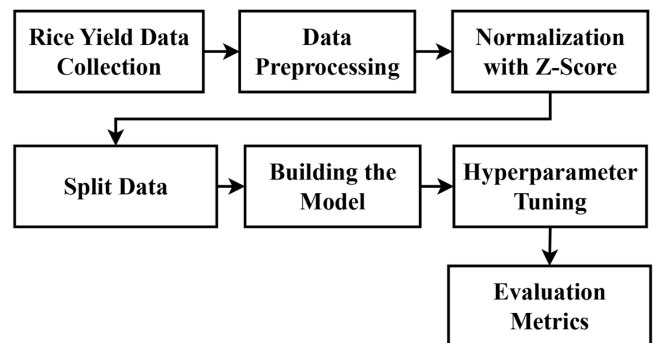 Rice Yield Data
Collection
Data
Preprocessing
Normalization
with Z-Score
Split Data
Building the
Model
Hyperparameter
Tuning
Evaluation
Metrics